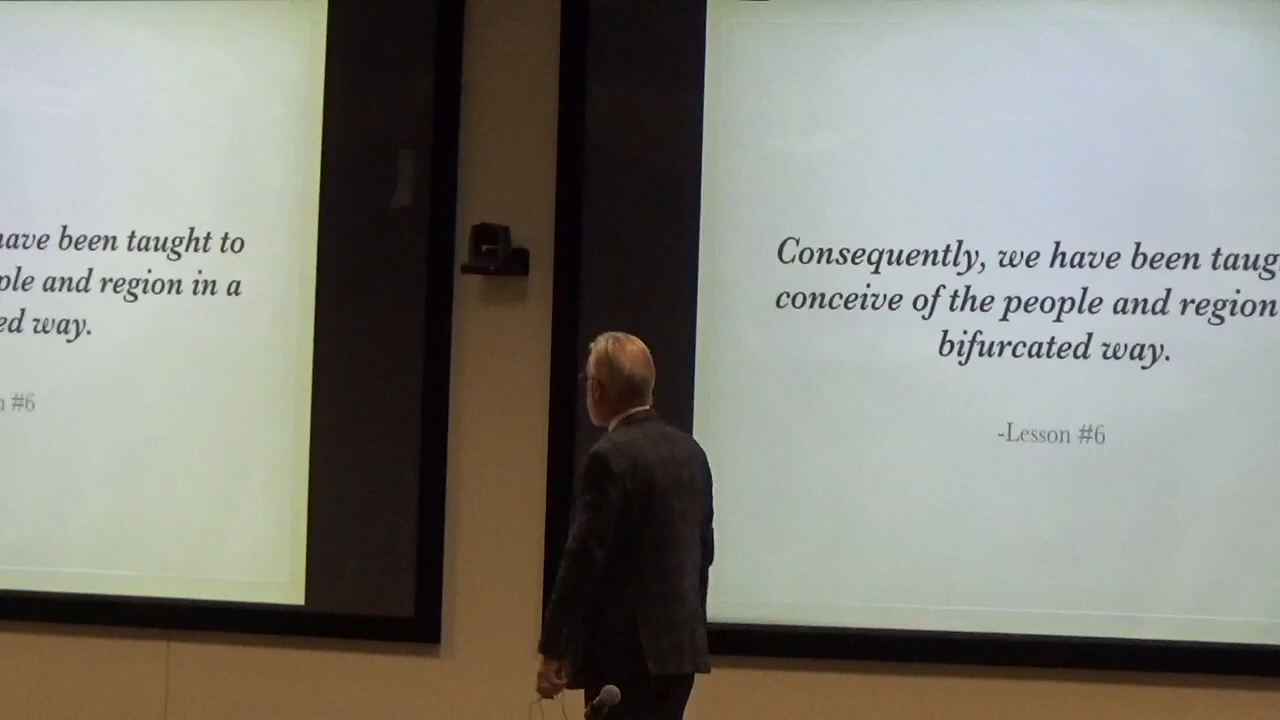 have been taught to
ple and region in a
ed way.
#6
Consequently, we have been taug
conceive of the people and region
bifurcated way.
-Lesson #6